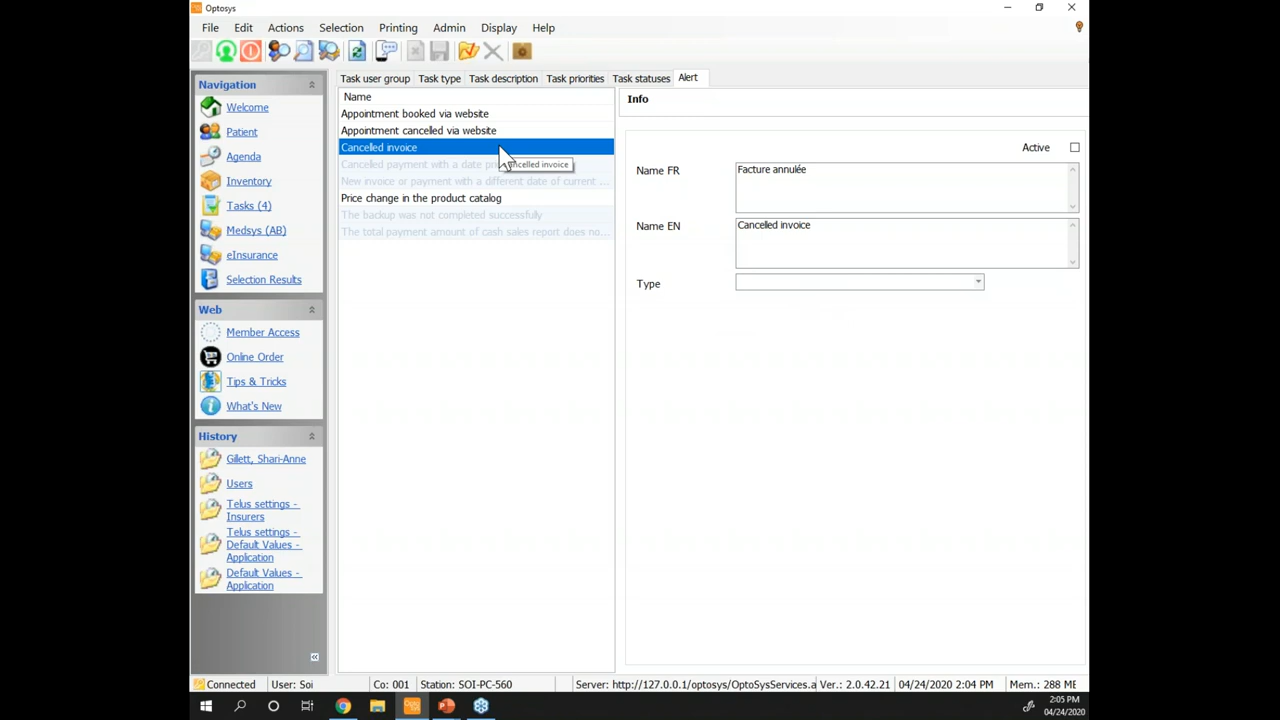 Optosys
File Edit Actions Selection Printing Admin Display Help
Navigation
Welcome
Patient
Agenda
Inventory
Tasks (4)
Medsys (AB)
eInsurance
Selection Results
Web
Member Access
Online Order
Tips & Tricks
What's New
History
Gillett, Shari-Anne
Users
Telus settings -
Insurers
Telus settings -
Default Values -
Application
Default Values -
Application
Task user group Task type Task description Task priorities Task statuses Alert
Name
Appointment booked via website
Appointment cancelled via website
Cancelled invoice
Cancelled payment with a date
Cancelled invoice
New invoice or payment with a different date of current ...
Price change in the product catalog
The backup was not completed successfully
The total payment amount of cash sales report does no...
Info
Active
Name FR
Facture annulée
Name EN
Cancelled invoice
Type
Connected User: Soi Co: 001 Station: SOI-PC-560 Server: http://127.0.0.1/optosys/OptoSysServices.a Ver.: 2.0.42.21 04/24/2020 2:04 PM Mem.: 288 ME
2:05 PM
04/24/2020